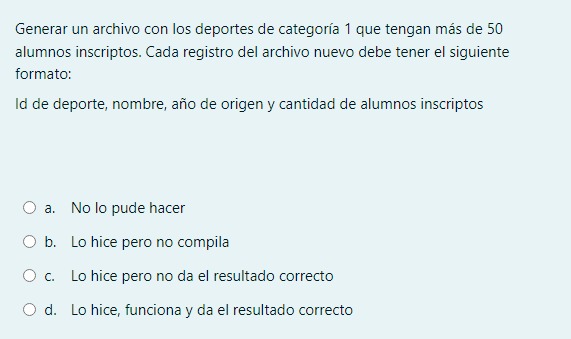 Generar un archivo con los deportes de categoría 1 que tengan más de 50
alumnos inscriptos. Cada registro del archivo nuevo debe tener el siguiente
formato:
Id de deporte, nombre, año de origen y cantidad de alumnos inscriptos
a. No lo pude hacer
b. Lo hice pero no compila
c. Lo hice pero no da el resultado correcto
d. Lo hice, funciona y da el resultado correcto